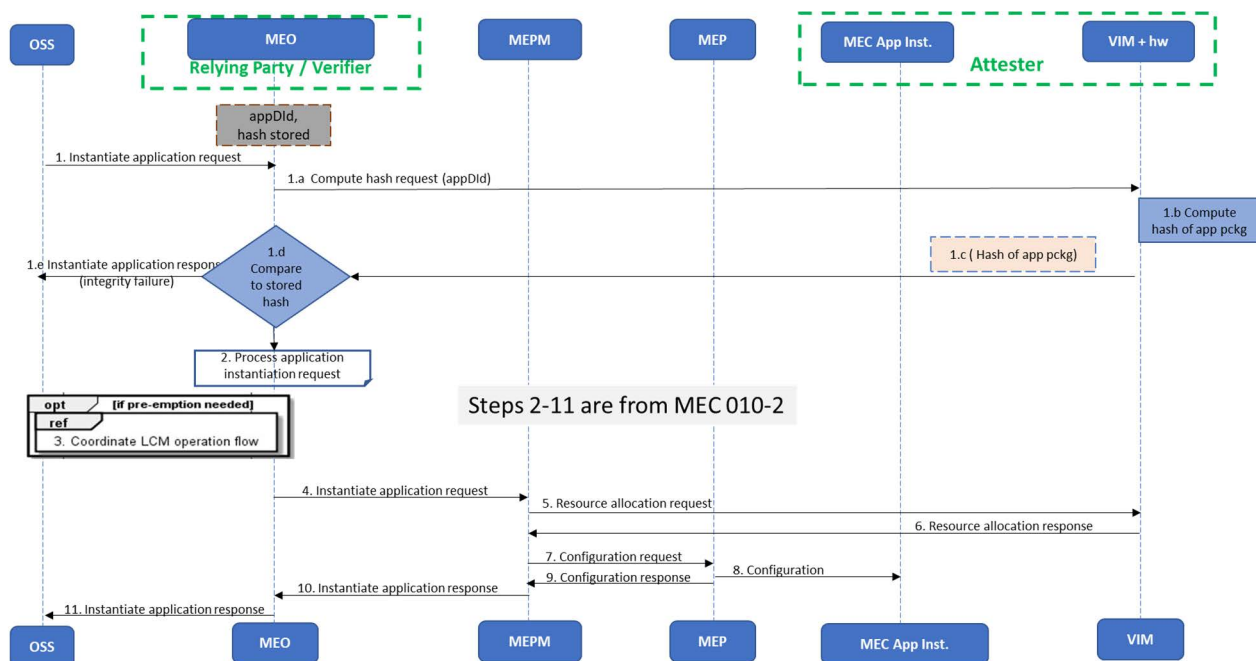 OSS
MEO
MEPM
MEP
MEC App Inst.
VIM + hw
Relying Party / Verifier
Attester
appDId,
hash stored
1. Instantiate application request
1.a Compute hash request (appDId)
1.b Compute
hash of app pckg
1.c ( Hash of app pckg)
1.d
Compare
to stored
hash
1.e Instantiate application respon
(integrity failure)
2. Process application
instantiation request
opt [if pre-emption needed]
ref
3. Coordinate LCM operation flow
Steps 2-11 are from MEC 010-2
4. Instantiate application request
5. Resource allocation request
6. Resource allocation response
7. Configuration request
8. Configuration
9. Configuration response
10. Instantiate application response
11. Instantiate application response
OSS
MEO
MEPM
MEP
MEC App Inst.
VIM